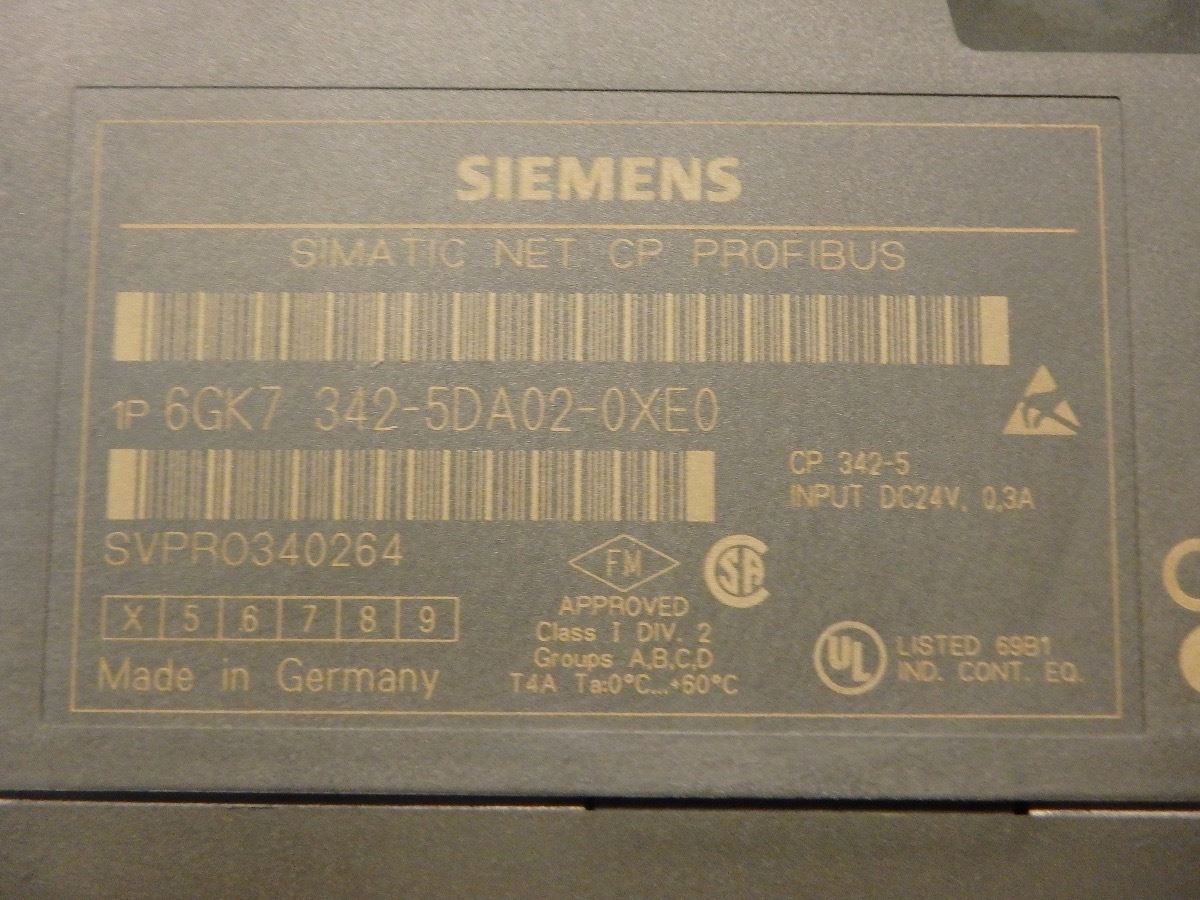 SIEMENS
SIMATIC NET CP PROFIBUS
1P 6GK7 342-5DA02-0XE0
CP 342-5
INPUT DC24V, 0,3A
SVPR0340264
FM
APPROVED
Class I DIV. 2
Groups A,B,C,D
T4A Ta:0°C...+60°C
SA
X 5 6 7 8 9
Made in Germany
UL
LISTED 69B1
IND. CONT. EQ.